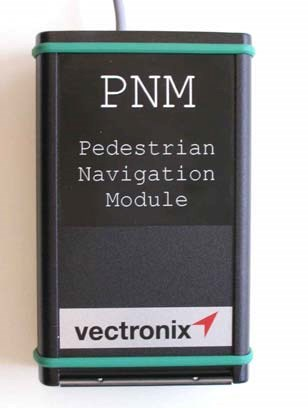 PNM
Pedestrian
Navigation
Module
vectronix